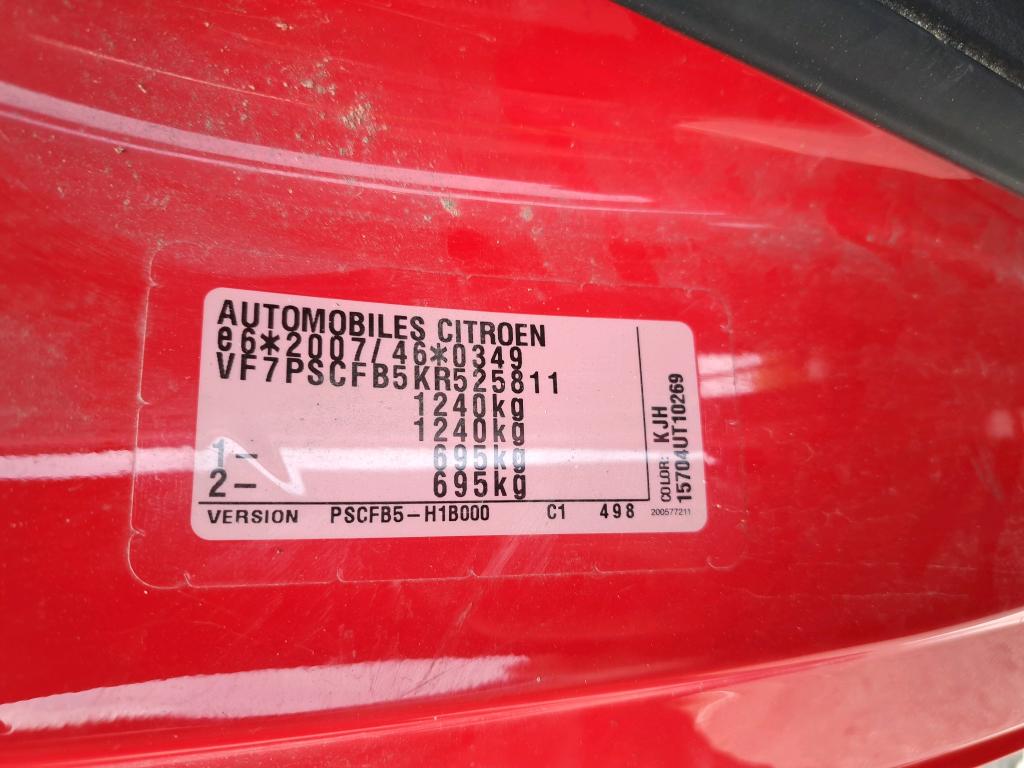 AUTOMOBILES CITROEN
e6*2007/46*0349
VF7PSCFB5KR525811
1240kg
1240kg
1- 695kg
2- 695kg
VERSION PSCFB5-H1B000 C1 498
COLOR: KJH
15704UT10269
200577211